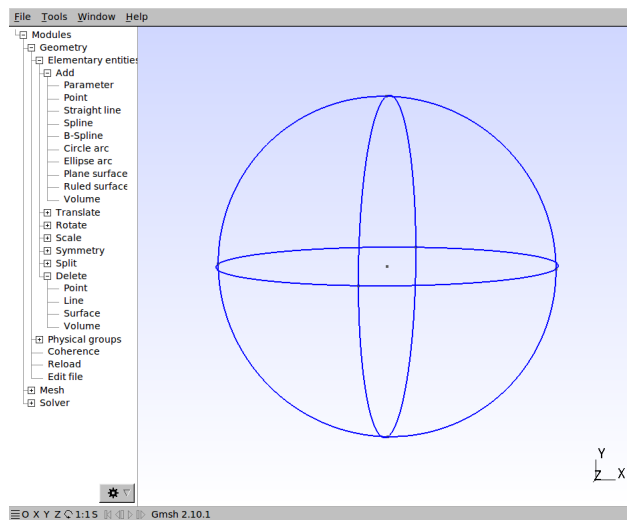 File Tools Window Help
Modules
Geometry
Elementary entities
Add
Parameter
Point
Straight line
Spline
B-Spline
Circle arc
Ellipse arc
Plane surface
Ruled surface
Volume
Translate
Rotate
Scale
Symmetry
Split
Delete
Point
Line
Surface
Volume
Physical groups
Coherence
Reload
Edit file
Mesh
Solver
Y
Z X
O X Y Z 1:1 S Gmsh 2.10.1